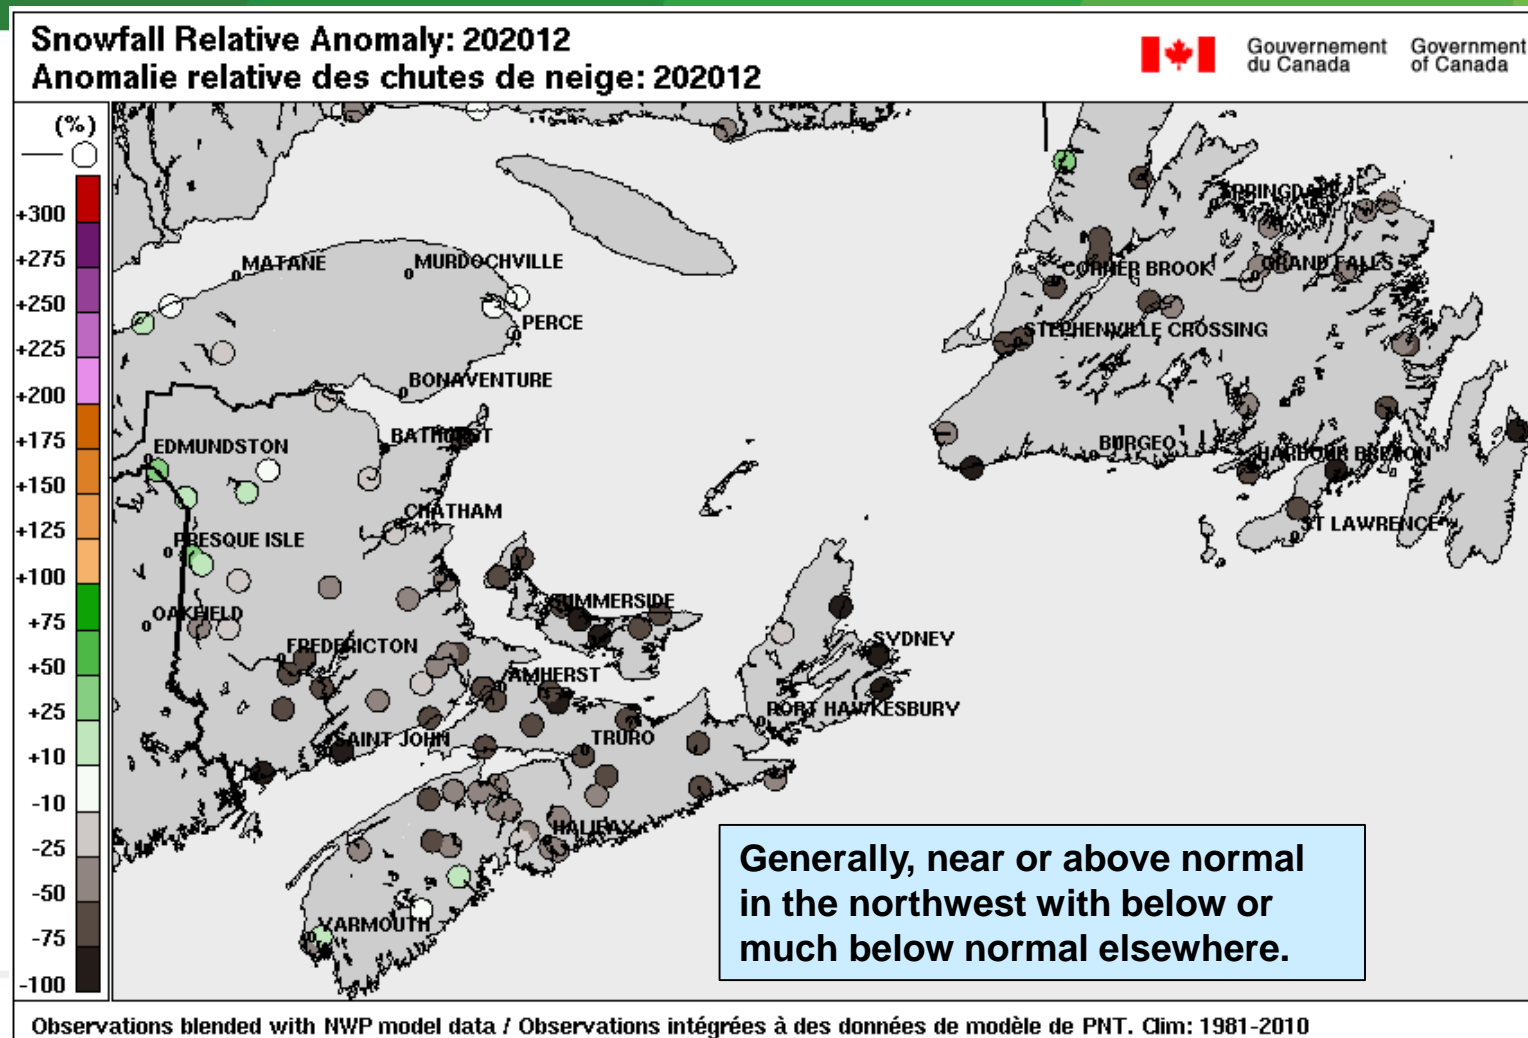 Snowfall Relative Anomaly: 202012
Anomalie relative des chutes de neige: 202012
Gouvernement du Canada
Government of Canada
(%)
+300
+275
+250
+225
+200
+175
+150
+125
+100
+75
+50
+25
+10
-10
-25
-50
-75
-100
SPRINGDALE
MATANE
MURDOCHVILLE
CORNER BROOK
GRAND FALLS
PERCE
STEPHENVILLE CROSSING
BONAVENTURE
EDMUNDSTON
BATHURST
BURGEO
HARBOUR BRETON
CHATHAM
ST LAWRENCE
PRESQUE ISLE
OAKFIELD
SUMMERSIDE
FREDERICTON
SYDNEY
AMHERST
PORT HAWKESBURY
SAINT JOHN
TRURO
HALIFAX
YARMOUTH
Generally, near or above normal
in the northwest with below or
much below normal elsewhere.
Observations blended with NWP model data / Observations intégrées à des données de modèle de PNT. Clim: 1981-2010